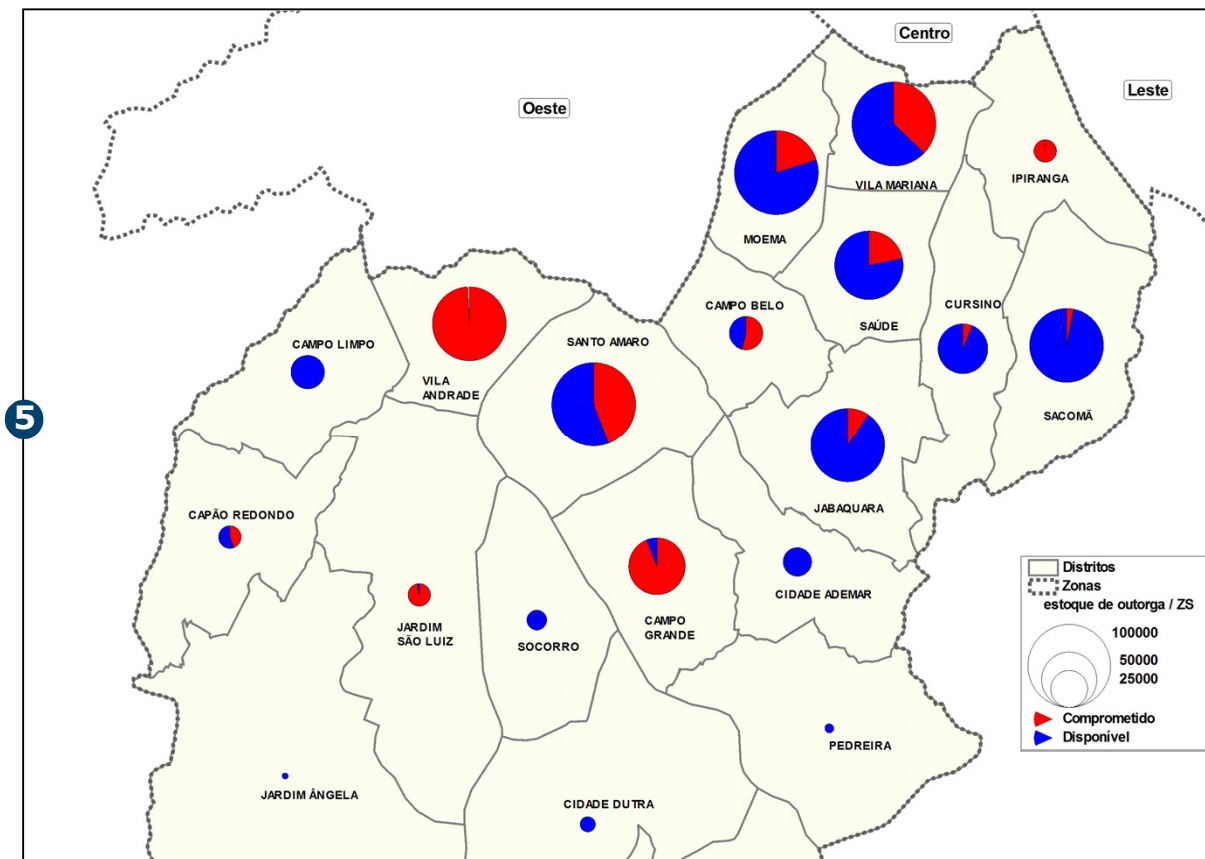 Centro
Oeste
Leste
VILA MARIANA
IPIRANGA
MOEMA
CAMPO BELO
SAÚDE
CURSINO
CAMPO LIMPO
SANTO AMARO
VILA
ANDRADE
SACOMÃ
5
JABAQUARA
CAPÃO REDONDO
CIDADE ADEMAR
CAMPO
GRANDE
JARDIM
SÃO LUIZ
SOCORRO
PEDREIRA
JARDIM ÂNGELA
CIDADE DUTRA
Distritos
Zonas
estoque de outorga / ZS
100000
50000
25000
Comprometido
Disponível